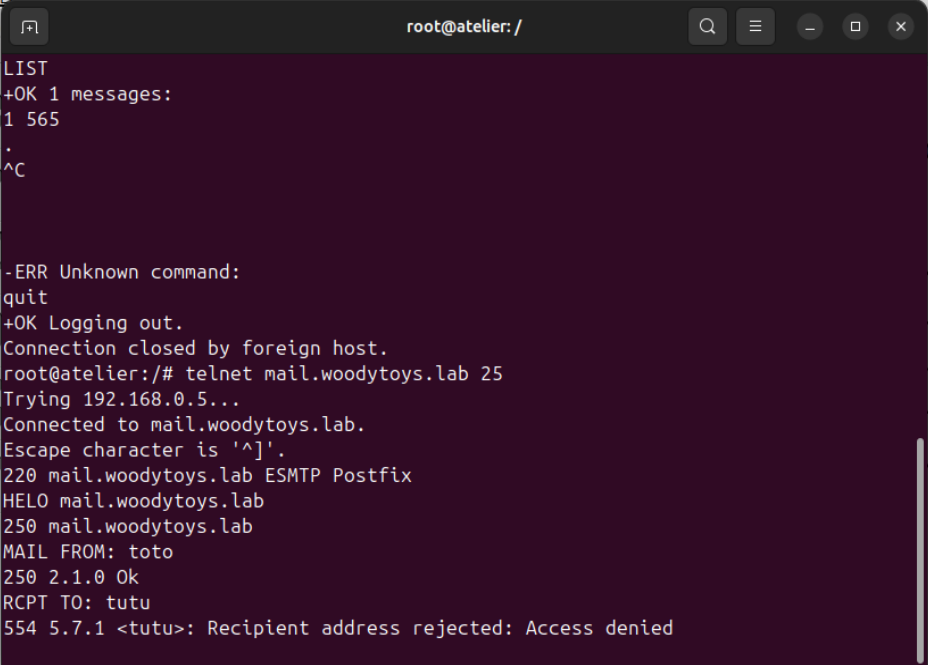 root@atelier: /
LIST
+OK 1 messages:
1 565
.
^C
-ERR Unknown command:
quit
+OK Logging out.
Connection closed by foreign host.
root@atelier:/# telnet mail.woodytoys.lab 25
Trying 192.168.0.5...
Connected to mail.woodytoys.lab.
Escape character is '^]'.
220 mail.woodytoys.lab ESMTP Postfix
HELO mail.woodytoys.lab
250 mail.woodytoys.lab
MAIL FROM: toto
250 2.1.0 Ok
RCPT TO: tutu
554 5.7.1 <tutu>: Recipient address rejected: Access denied